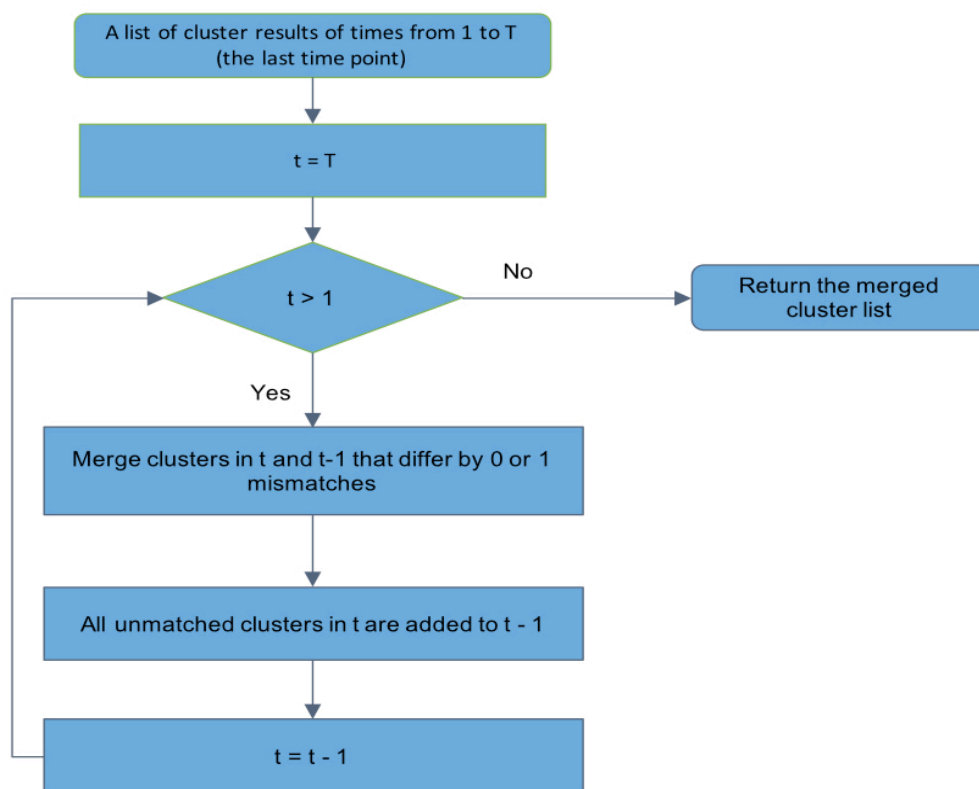 A list of cluster results of times from 1 to T
(the last time point)
t = T
t > 1
No
Return the merged
cluster list
Yes
Merge clusters in t and t-1 that differ by 0 or 1
mismatches
All unmatched clusters in t are added to t - 1
t = t - 1